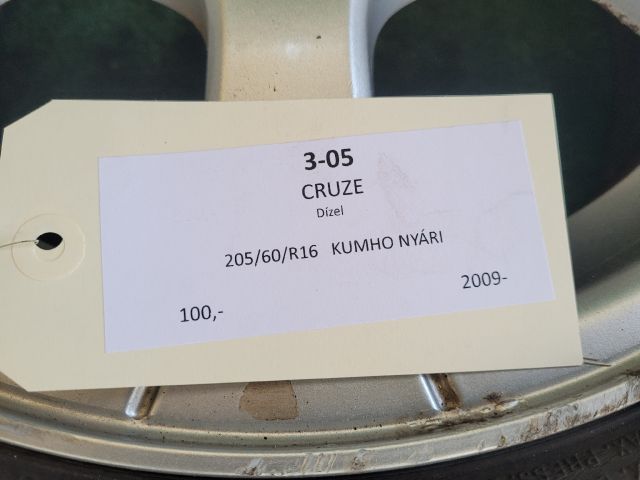 3-05
CRUZE
Dízel
205/60/R16 KUMHO NYÁRI
2009-
100,-